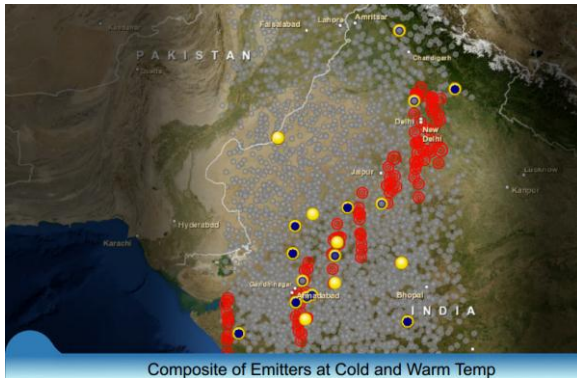 Faisalabad
Lahore
Amritsar
PAKISTAN
Chandigarh
Delhi
New
Delhi
Jaipur
Lucknow
Kanpur
Hyderabad
Karachi
Gandhinagar
Ahmadabad
Bhopal
INDIA
Composite of Emitters at Cold and Warm Temp